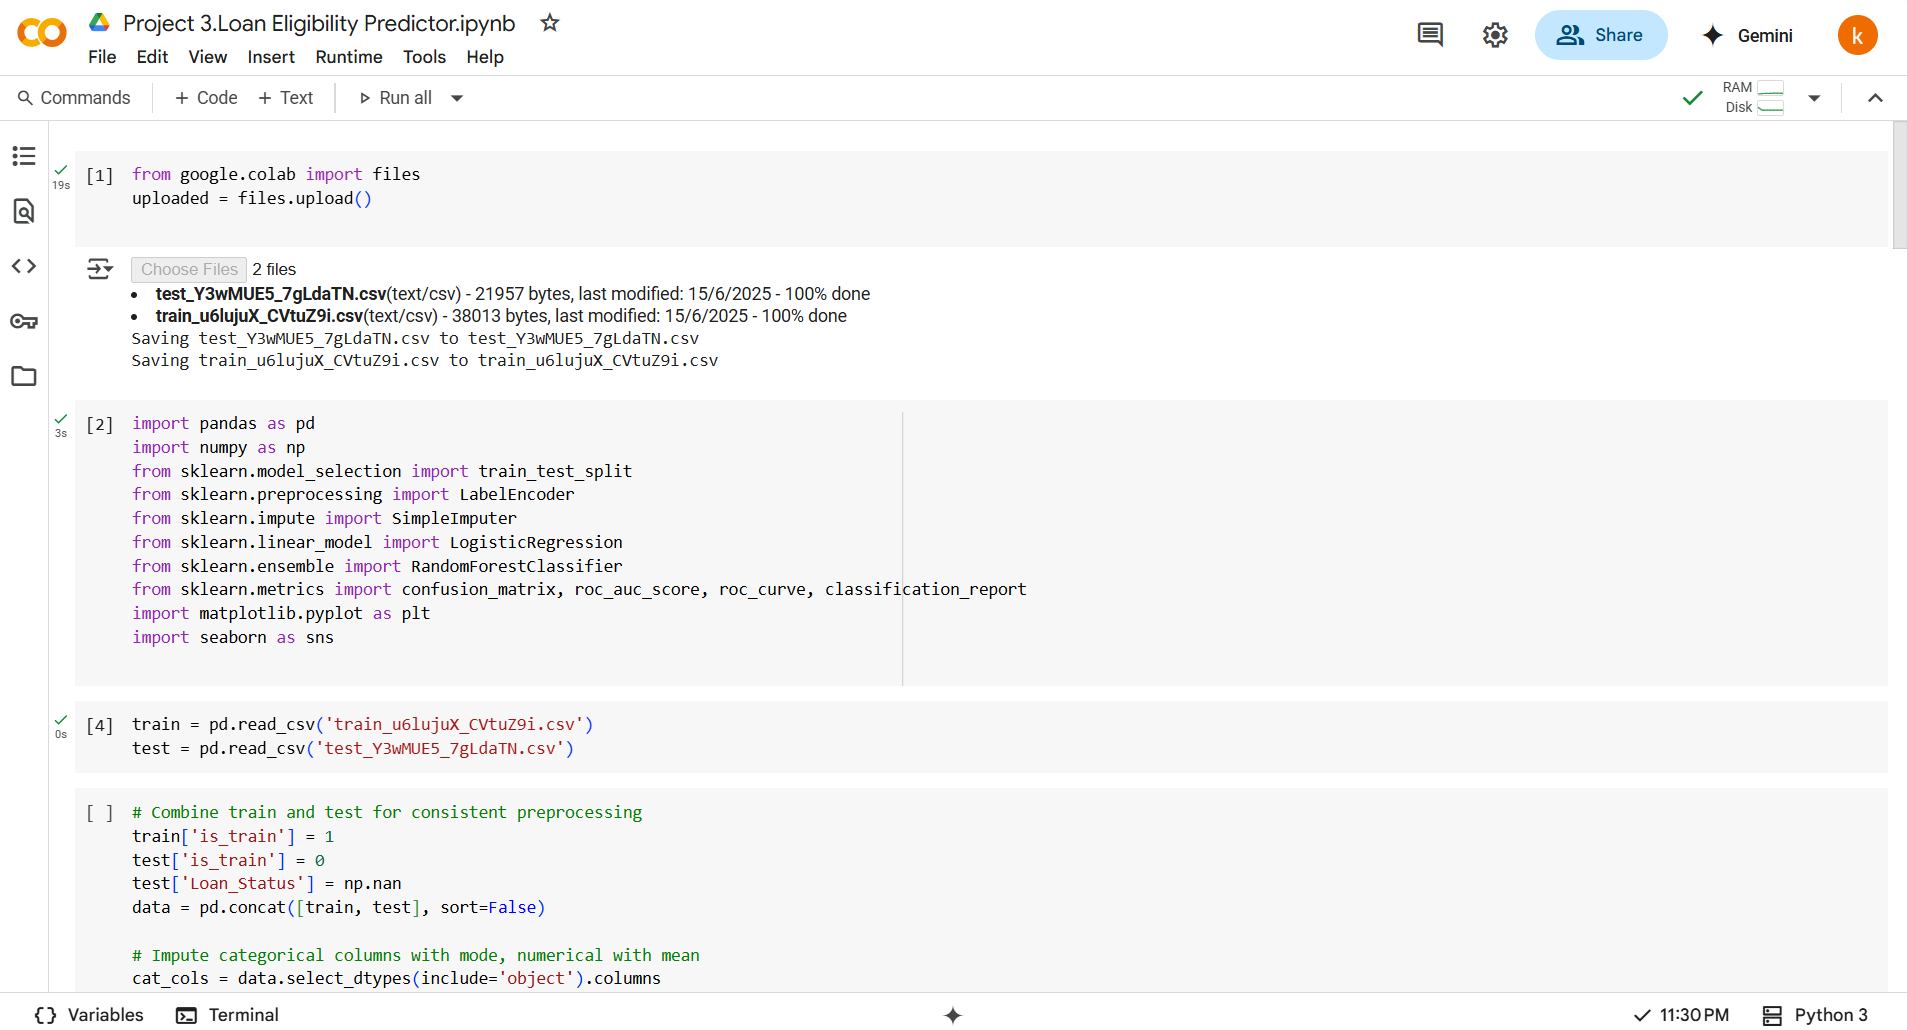 Project 3.Loan Eligibility Predictor.ipynb
File Edit View Insert Runtime Tools Help
Share
Gemini
k
Commands
+ Code + Text
Run all
RAM
Disk
19s
[1] from google.colab import files
uploaded = files.upload()
Choose Files 2 files
• test_Y3wMUE5_7gLdaTN.csv(text/csv) - 21957 bytes, last modified: 15/6/2025 - 100% done
• train_u6lujuX_CVtuZ9i.csv(text/csv) - 38013 bytes, last modified: 15/6/2025 - 100% done
Saving test_Y3wMUE5_7gLdaTN.csv to test_Y3wMUE5_7gLdaTN.csv
Saving train_u6lujuX_CVtuZ9i.csv to train_u6lujuX_CVtuZ9i.csv
3s
[2] import pandas as pd
import numpy as np
from sklearn.model_selection import train_test_split
from sklearn.preprocessing import LabelEncoder
from sklearn.impute import SimpleImputer
from sklearn.linear_model import LogisticRegression
from sklearn.ensemble import RandomForestClassifier
from sklearn.metrics import confusion_matrix, roc_auc_score, roc_curve, classification_report
import matplotlib.pyplot as plt
import seaborn as sns
0s
[4] train = pd.read_csv('train_u6lujuX_CVtuZ9i.csv')
test = pd.read_csv('test_Y3wMUE5_7gLdaTN.csv')
[ ] # Combine train and test for consistent preprocessing
train['is_train'] = 1
test['is_train'] = 0
test['Loan_Status'] = np.nan
data = pd.concat([train, test], sort=False)
# Impute categorical columns with mode, numerical with mean
cat_cols = data.select_dtypes(include='object').columns
Variables
Terminal
11:30 PM
Python 3